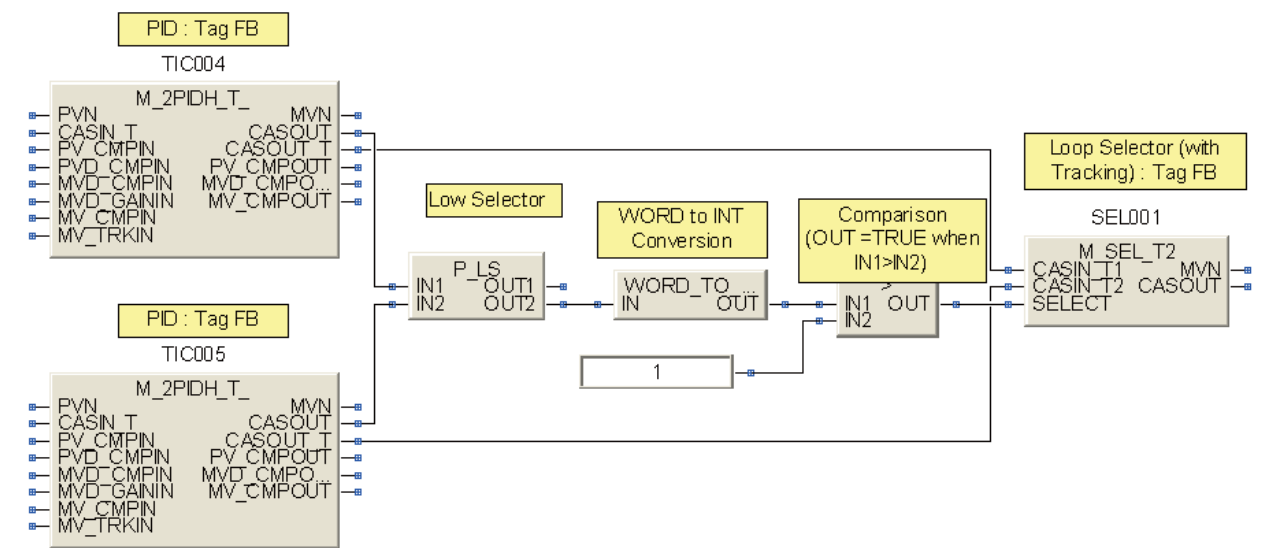 PID : Tag FB
TIC004
M_2PIDH_T_
PVN MVN
CASIN_T CASOUT
PV_CMPIN CASOUT_T
PVD_CMPIN PV_CMPOUT
MVD_CMPIN MVD_CMPO...
MVD_GAININ MV_CMPOUT
MV_CMPIN
MV_TRKIN
PID : Tag FB
TIC005
M_2PIDH_T_
PVN MVN
CASIN_T CASOUT
PV_CMPIN CASOUT_T
PVD_CMPIN PV_CMPOUT
MVD_CMPIN MVD_CMPO...
MVD_GAININ MV_CMPOUT
MV_CMPIN
MV_TRKIN
Low Selector
P_LS
IN1 OUT1
IN2 OUT2
WORD to INT
Conversion
WORD_TO ...
IN OUT
1
Comparison
(OUT =TRUE when
IN1>IN2)
>
IN1 OUT
IN2
Loop Selector (with
Tracking) : Tag FB
SEL001
M_SEL_T2
CASIN_T1 MVN
CASIN_T2 CASOUT
SELECT